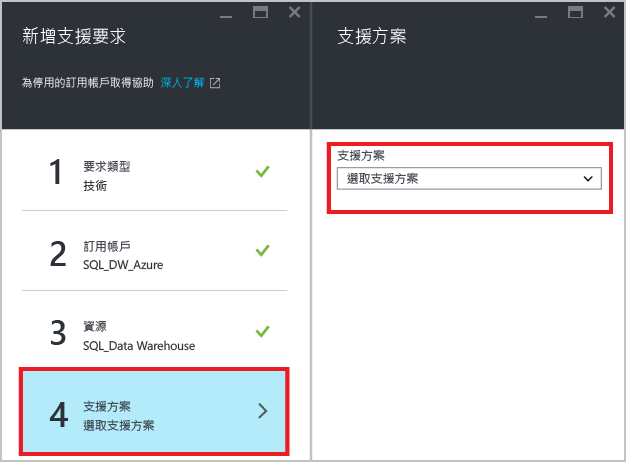 新增支援要求
為停用的訂用帳戶取得協助 深入了解
1
要求類型
技術
2
訂用帳戶
SQL_DW_Azure
3
資源
SQL_Data Warehouse
4
支援方案
選取支援方案
支援方案
支援方案
選取支援方案